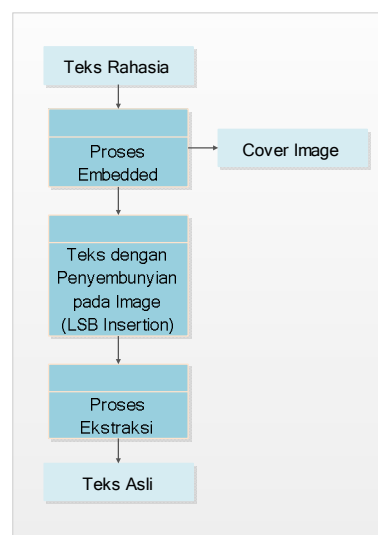 Teks Rahasia
Proses
Embedded
Cover Image
Teks dengan
Penyembunyian
pada Image
(LSB Insertion)
Proses
Ekstraksi
Teks Asli